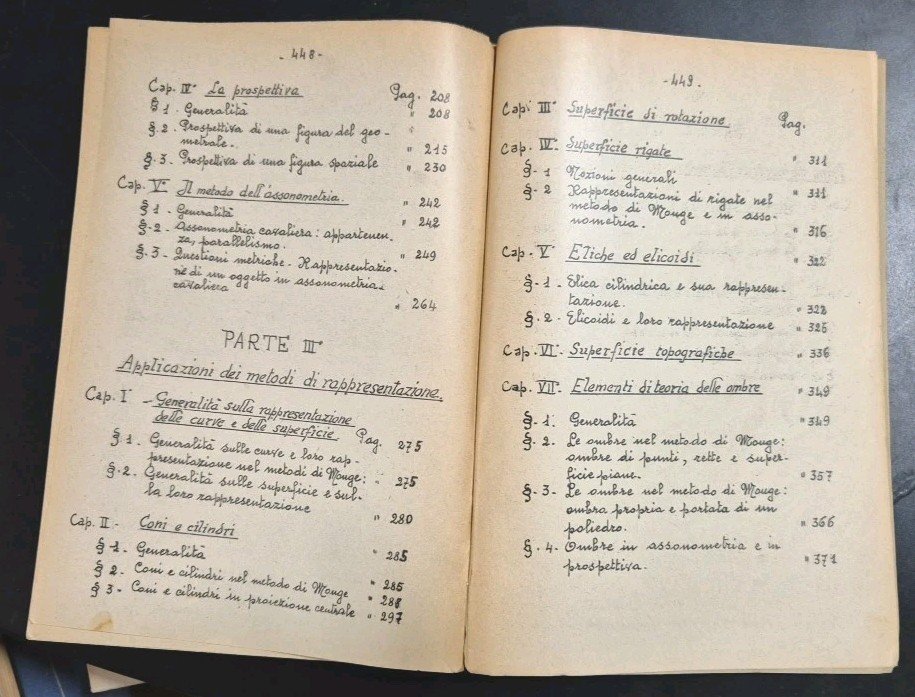 - 448 -
Cap. IV° La prospettiva Pag. 208
§ 1. Generalità " 208
§. 2. Prospettiva di una figura del geo-
metrale. " 215
§. 3. Prospettiva di una figura spaziale " 230
Cap. V° Il metodo dell'assonometria. " 242
§ 1. Generalità " 242
§-2. Assonometria cavaliera: appartenen-
za, parallelismo. " 249
§. 3. Questioni metriche. Rappresentazio-
ne di un oggetto in assonometria
cavaliera " 264
PARTE III°
Applicazioni dei metodi di rappresentazione.
Cap. I° - Generalità sulla rappresentazione
delle curve e delle superficie Pag. 275
§ 1. Generalità sulle curve e loro rap-
presentazione nel metodi di Monge: " 275
§-2. Generalità sulle superficie e sul-
la loro rappresentazione " 280
Cap. II.- Coni e cilindri " 285
§ 1- Generalità " 285
§ 2- Coni e cilindri nel metodo di Monge " 288
§ 3- Coni e cilindri in proiezione centrale " 297
- 449.
Cap. III° Superficie di rotazione Pag.
Cap. IV° Superficie rigate " 311
§- 1 Nozioni generali " 311
§- 2 Rappresentazioni di rigate nel
metodo di Monge e in asso-
nometria. " 316
Cap. V Eliche ed elicoidi " 322
§- 1- Elica cilindrica e sua rappresen-
tazione. " 322
§- 2- Elicoidi e loro rappresentazione " 325
Cap. VI- Superficie topografiche " 336
Cap. VII- Elementi di teoria delle ombre " 349
§- 1. Generalità " 349
§- 2. Le ombre nel metodo di Monge:
ombre di punti, rette e super-
ficie piane. " 357
§- 3- Le ombre nel metodo di Monge:
ombra propria e portata di un
poliedro. " 366
§- 4- Ombre in assonometria e in
prospettiva. " 371